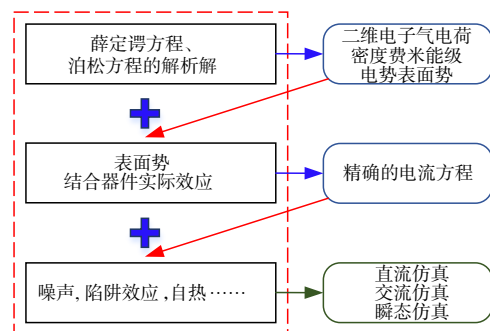 薛定谔方程、
泊松方程的解析解
二维电子气电荷
密度费米能级
电势表面势
表面势
结合器件实际效应
精确的电流方程
噪声,陷阱效应,自热……
直流仿真
交流仿真
瞬态仿真